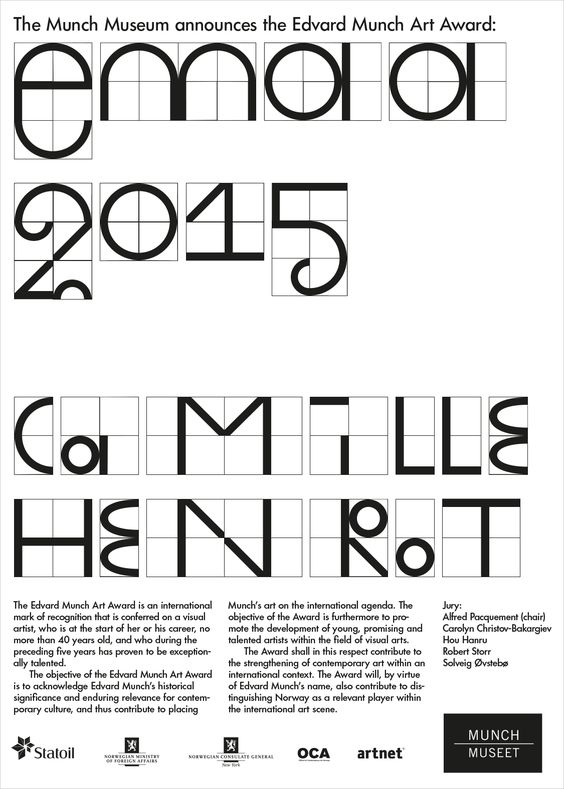 The Munch Museum announces the Edvard Munch Art Award:
emaa
2015
CaMiLLE
HENRoT
The Edvard Munch Art Award is an international
mark of recognition that is conferred on a visual
artist, who is at the start of her or his career, no
more than 40 years old, and who during the
preceding five years has proven to be exception-
ally talented.
The objective of the Edvard Munch Art Award
is to acknowledge Edvard Munch's historical
significance and enduring relevance for contem-
porary culture, and thus contribute to placing
Munch's art on the international agenda. The
objective of the Award is furthermore to pro-
mote the development of young, promising and
talented artists within the field of visual arts.
The Award shall in this respect contribute to
the strengthening of contemporary art within an
international context. The Award will, by virtue
of Edvard Munch's name, also contribute to dis-
tinguishing Norway as a relevant player within
the international art scene.
Jury:
Alfred Pacquement (chair)
Carolyn Christov-Bakargiev
Hou Hanru
Robert Storr
Solveig Øvstebø
Statoil
NORWEGIAN MINISTRY
OF FOREIGN AFFAIRS
NORWEGIAN CONSULATE GENERAL
New York
OCA
artnet
MUNCH
MUSEET